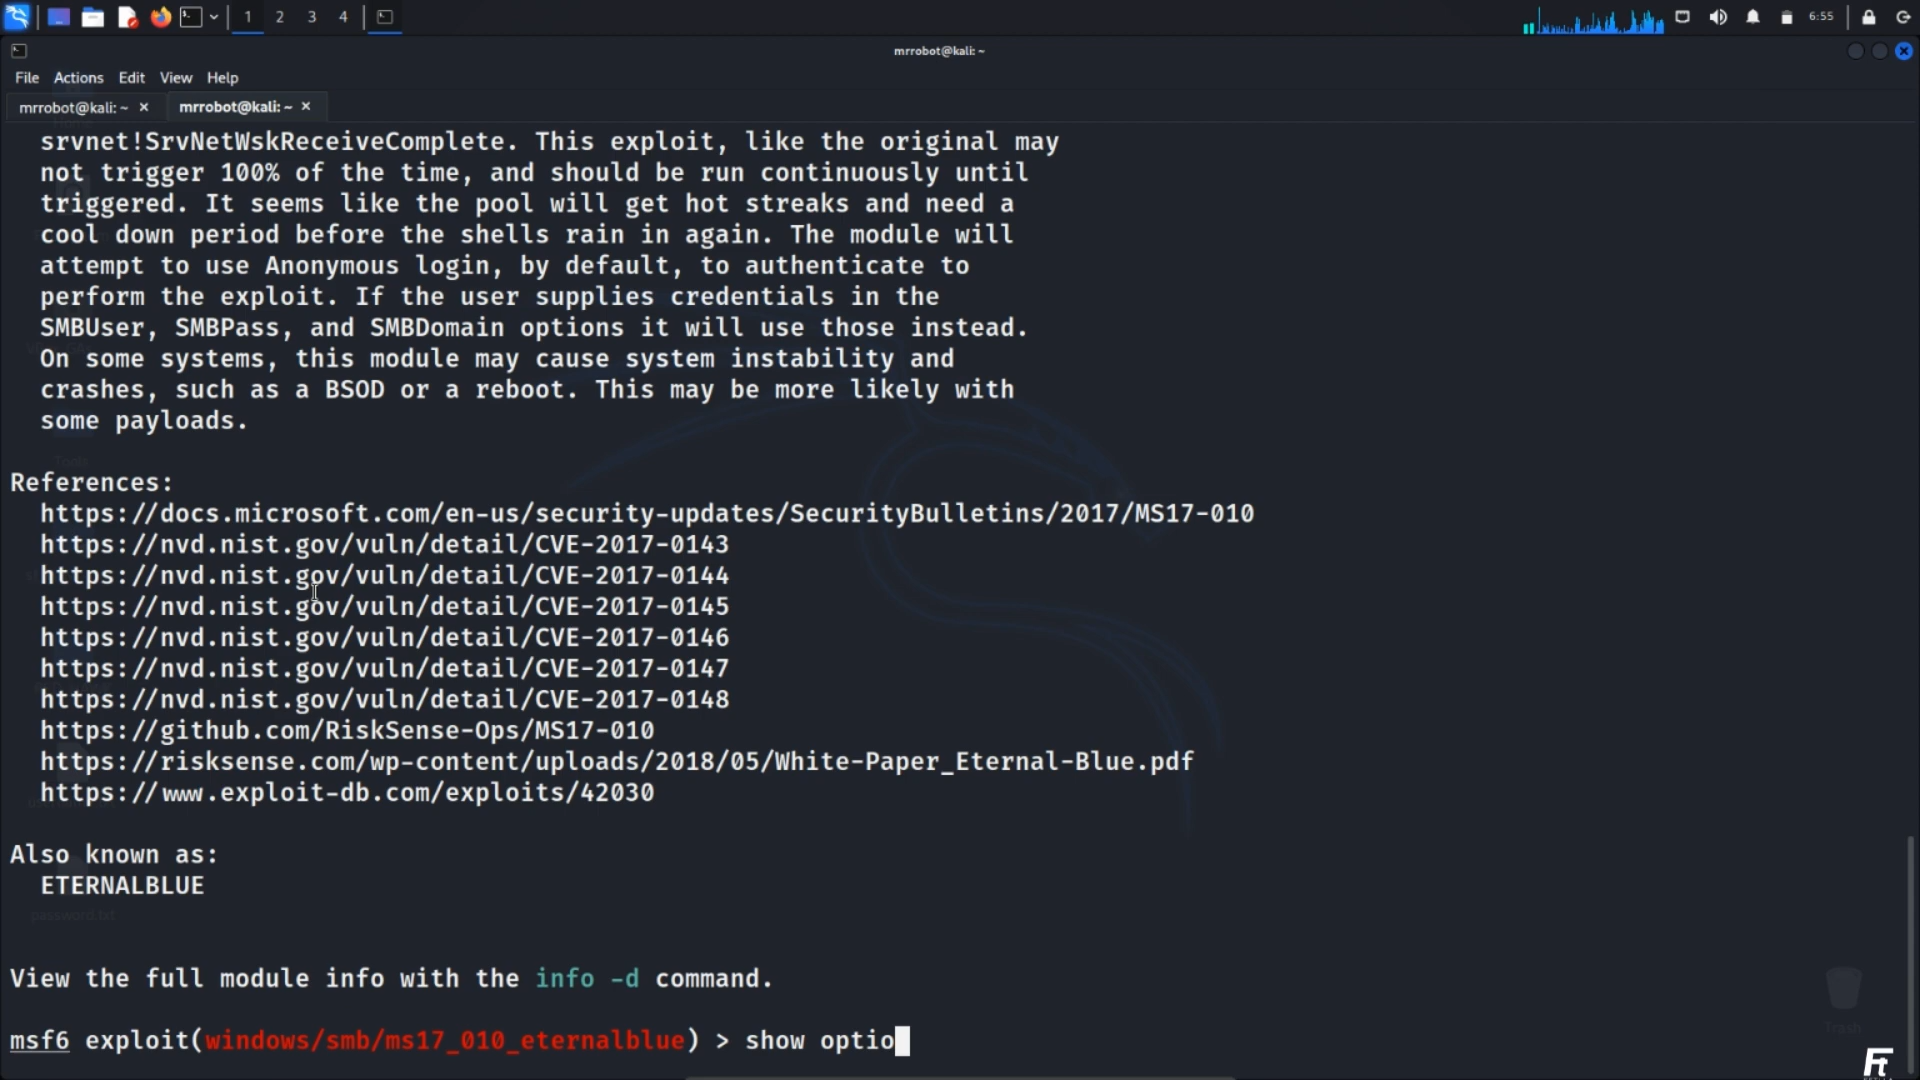 1 2 3 4
6:55
mrrobot@kali: ~
File Actions Edit View Help
mrrobot@kali: ~ × mrrobot@kali: ~ ×
srvnet!SrvNetWskReceiveComplete. This exploit, like the original may
not trigger 100% of the time, and should be run continuously until
triggered. It seems like the pool will get hot streaks and need a
cool down period before the shells rain in again. The module will
attempt to use Anonymous login, by default, to authenticate to
perform the exploit. If the user supplies credentials in the
SMBUser, SMBPass, and SMBDomain options it will use those instead.
On some systems, this module may cause system instability and
crashes, such as a BSOD or a reboot. This may be more likely with
some payloads.
Tools
References:
https://docs.microsoft.com/en-us/security-updates/SecurityBulletins/2017/MS17-010
https://nvd.nist.gov/vuln/detail/CVE-2017-0143
https://nvd.nist.gov/vuln/detail/CVE-2017-0144
https://nvd.nist.gov/vuln/detail/CVE-2017-0145
https://nvd.nist.gov/vuln/detail/CVE-2017-0146
https://nvd.nist.gov/vuln/detail/CVE-2017-0147
https://nvd.nist.gov/vuln/detail/CVE-2017-0148
https://github.com/RiskSense-Ops/MS17-010
https://risksense.com/wp-content/uploads/2018/05/White-Paper_Eternal-Blue.pdf
https://www.exploit-db.com/exploits/42030
Also known as:
ETERNALBLUE
password.txt
View the full module info with the info -d command.
Trash
msf6 exploit(windows/smb/ms17_010_eternalblue) > show optio